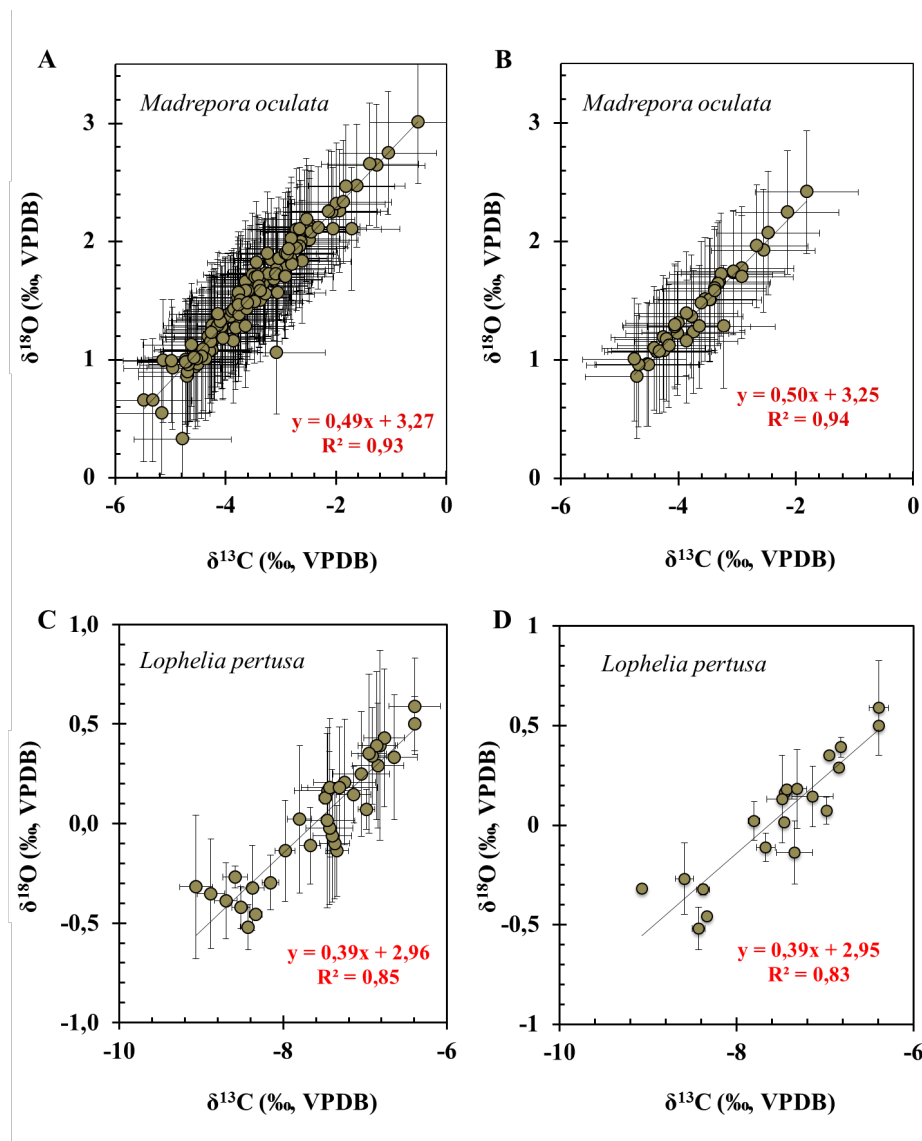 A
B
Madrepora oculata
Madrepora oculata
δ¹⁸O (‰, VPDB)
3
2
1
0
y = 0,49x + 3,27
R² = 0,93
-6
-4
-2
0
δ¹³C (‰, VPDB)
δ¹⁸O (‰, VPDB)
3
2
1
0
y = 0,50x + 3,25
R² = 0,94
-6
-4
-2
0
δ¹³C (‰, VPDB)
C
D
Lophelia pertusa
Lophelia pertusa
δ¹⁸O (‰, VPDB)
1,0
0,5
0,0
-0,5
-1,0
y = 0,39x + 2,96
R² = 0,85
-10
-8
-6
δ¹³C (‰, VPDB)
δ¹⁸O (‰, VPDB)
1
0,5
0
-0,5
-1
y = 0,39x + 2,95
R² = 0,83
-10
-8
-6
δ¹³C (‰, VPDB)